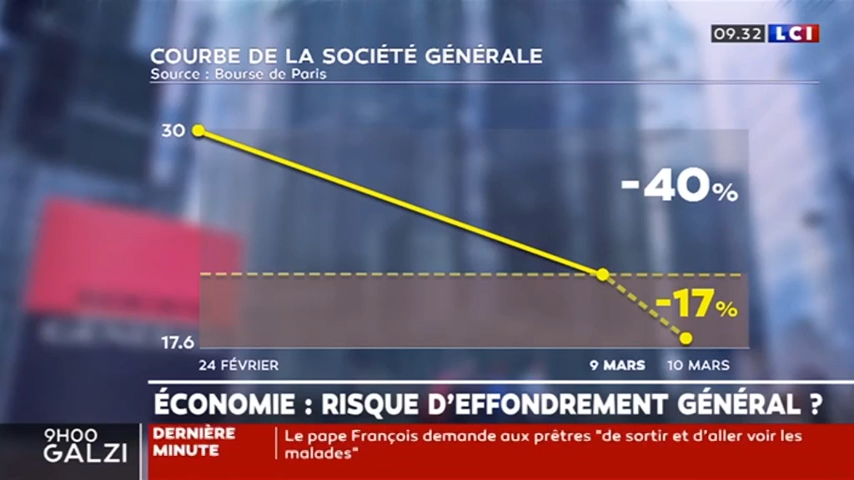 09.32 LCI
COURBE DE LA SOCIÉTÉ GÉNÉRALE
Source : Bourse de Paris
30
-40%
-17%
17.6
24 FÉVRIER 9 MARS 10 MARS
ÉCONOMIE : RISQUE D'EFFONDREMENT GÉNÉRAL ?
9H00
GALZI
DERNIÈRE
MINUTE
Le pape François demande aux prêtres "de sortir et d'aller voir les
malades"